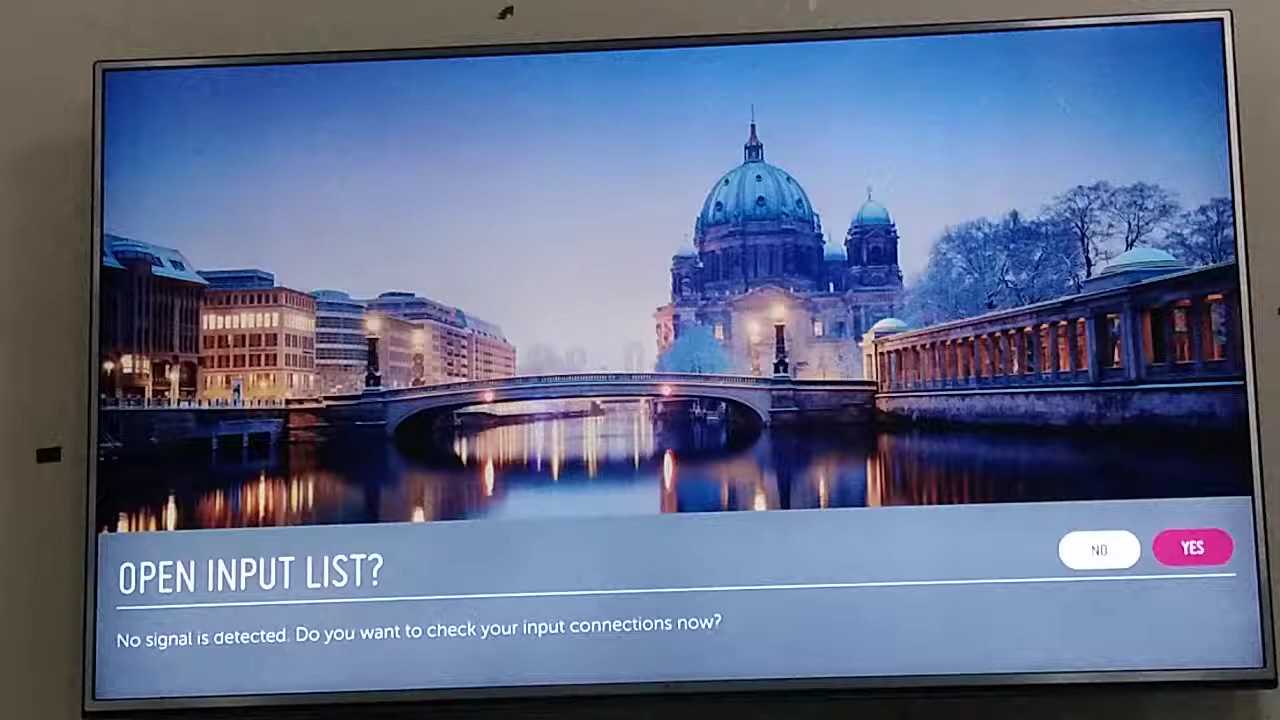 OPEN INPUT LIST?
NO
YES
No signal is detected. Do you want to check your input connections now?